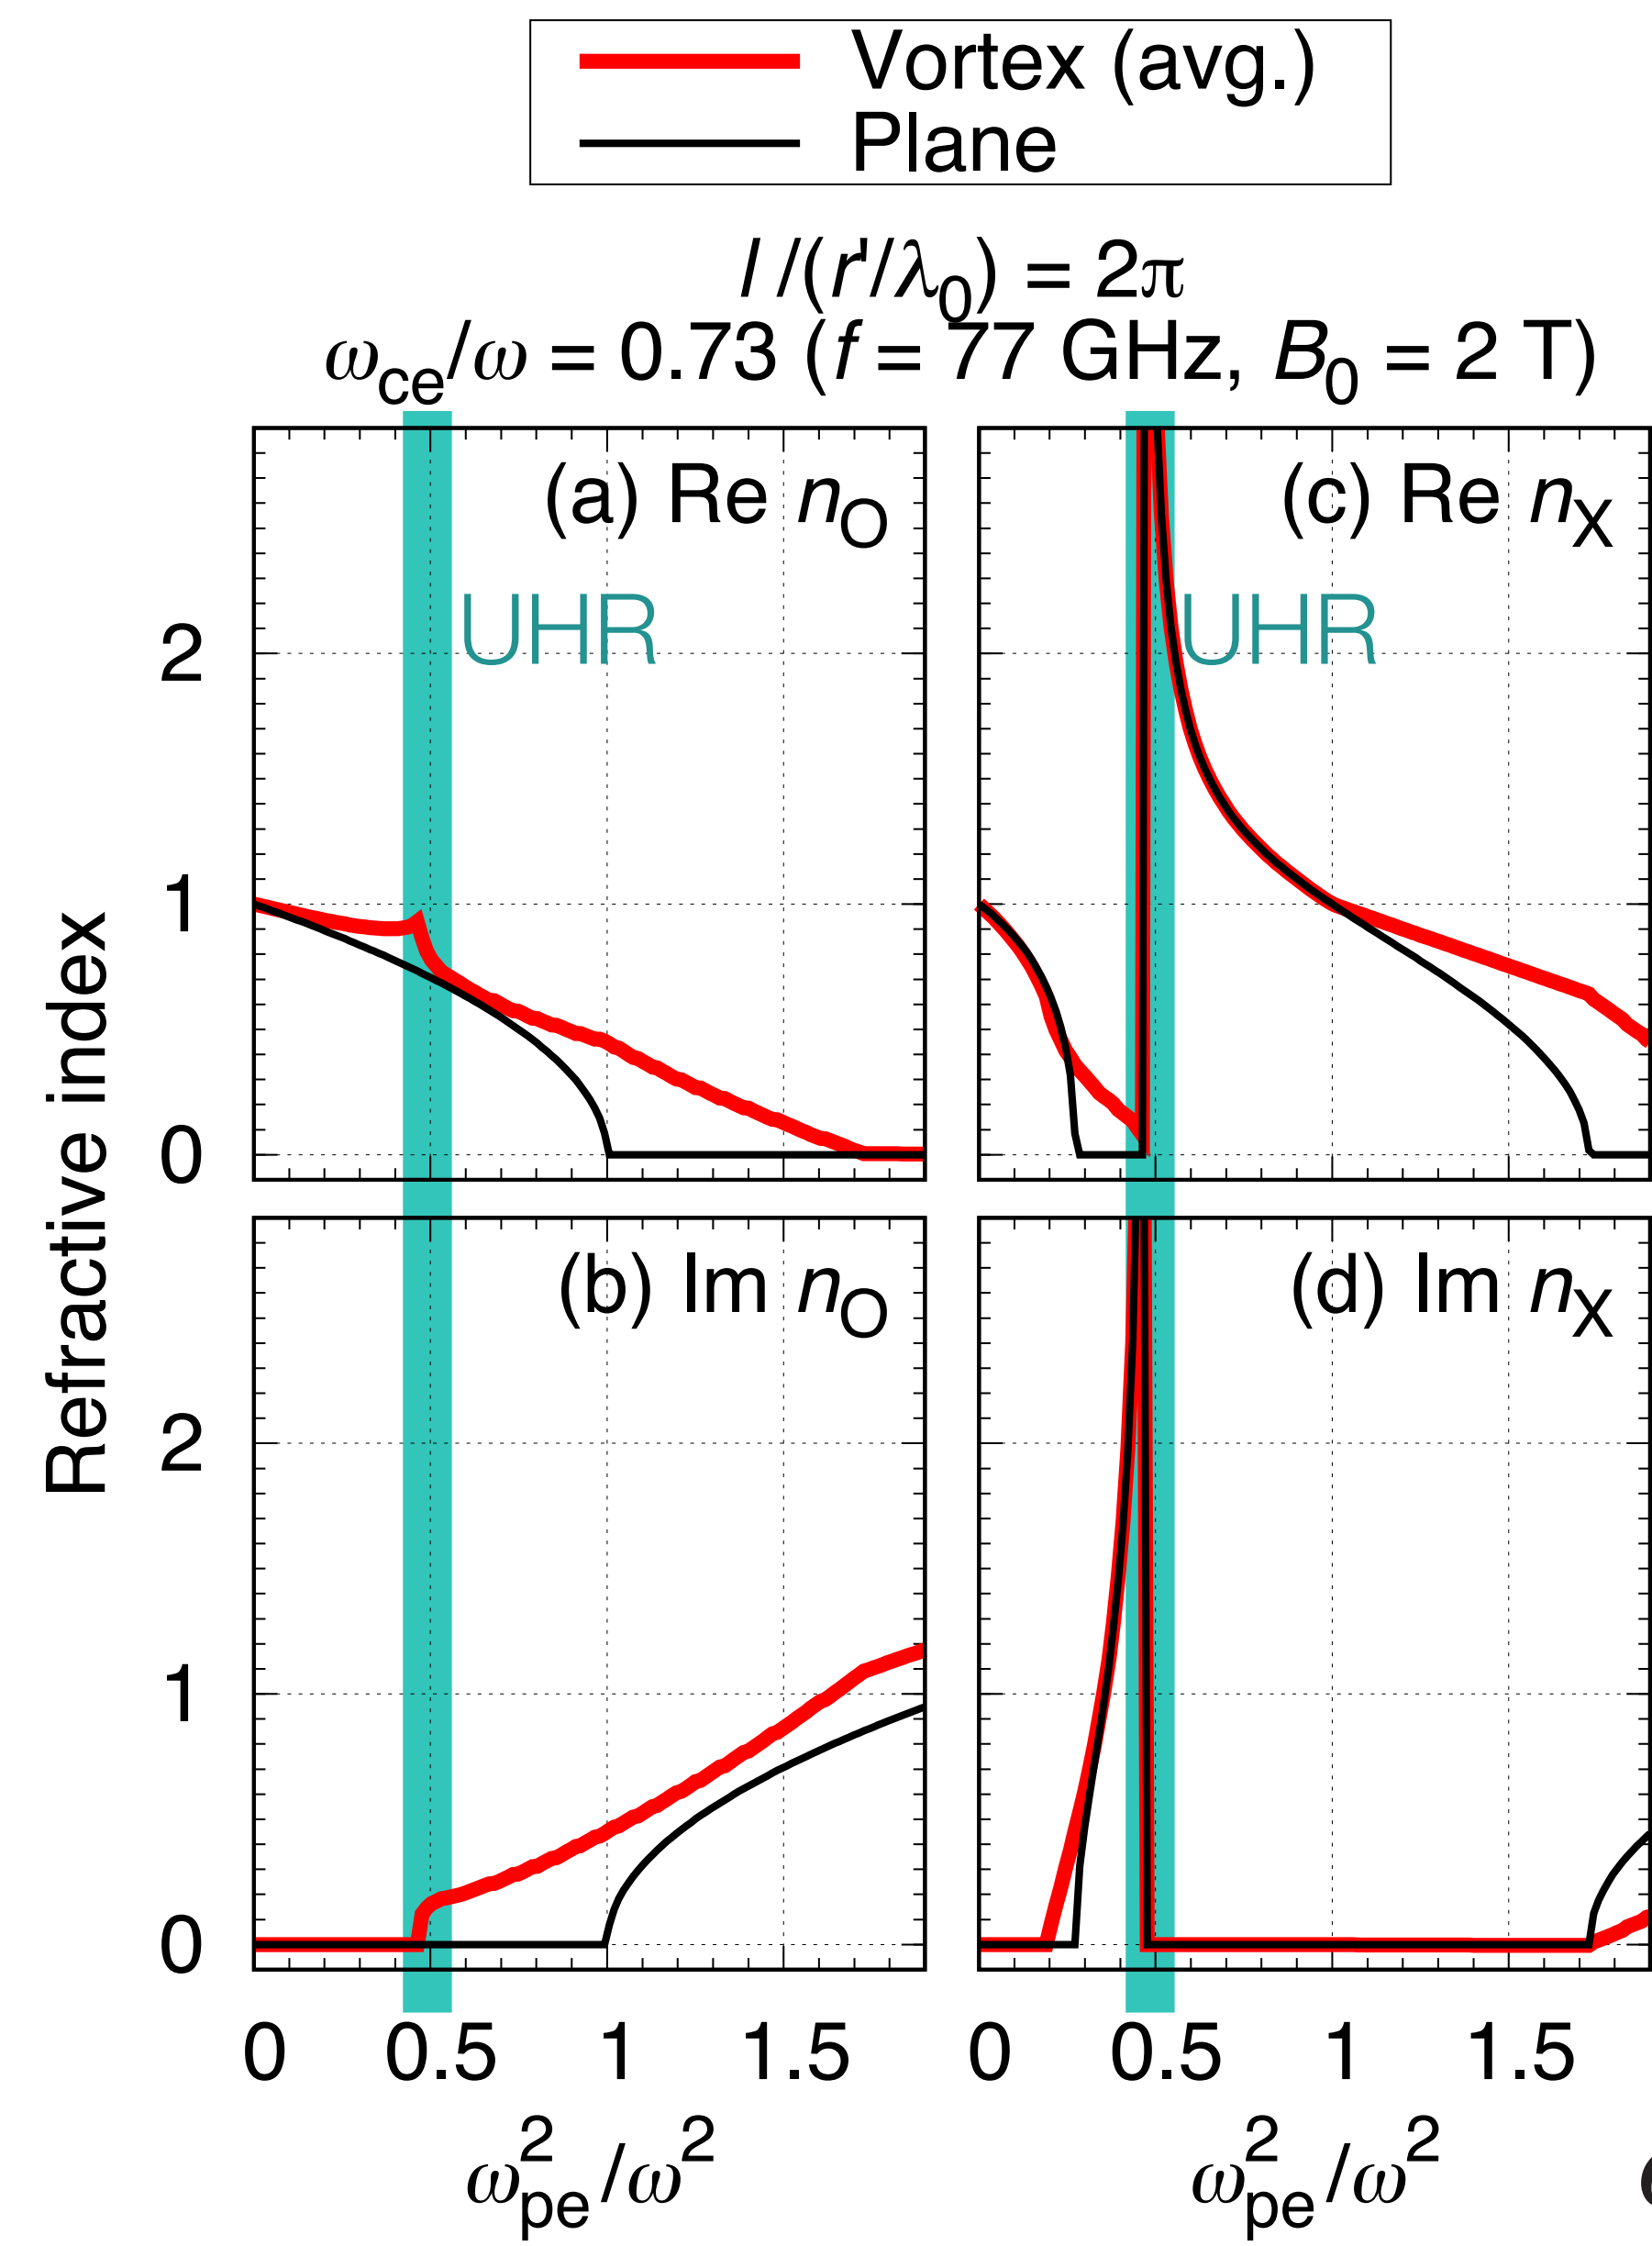 Vortex (avg.)
Plane
l /(r'/λ0) = 2π
ωce/ω = 0.73 (f = 77 GHz, B0 = 2 T)
(a) Re nO
(c) Re nX
UHR
UHR
2
1
0
(b) Im nO
(d) Im nX
2
1
0
Refractive index
0 0.5 1 1.5
0 0.5 1 1.5
ω²pe/ω²
ω²pe/ω²